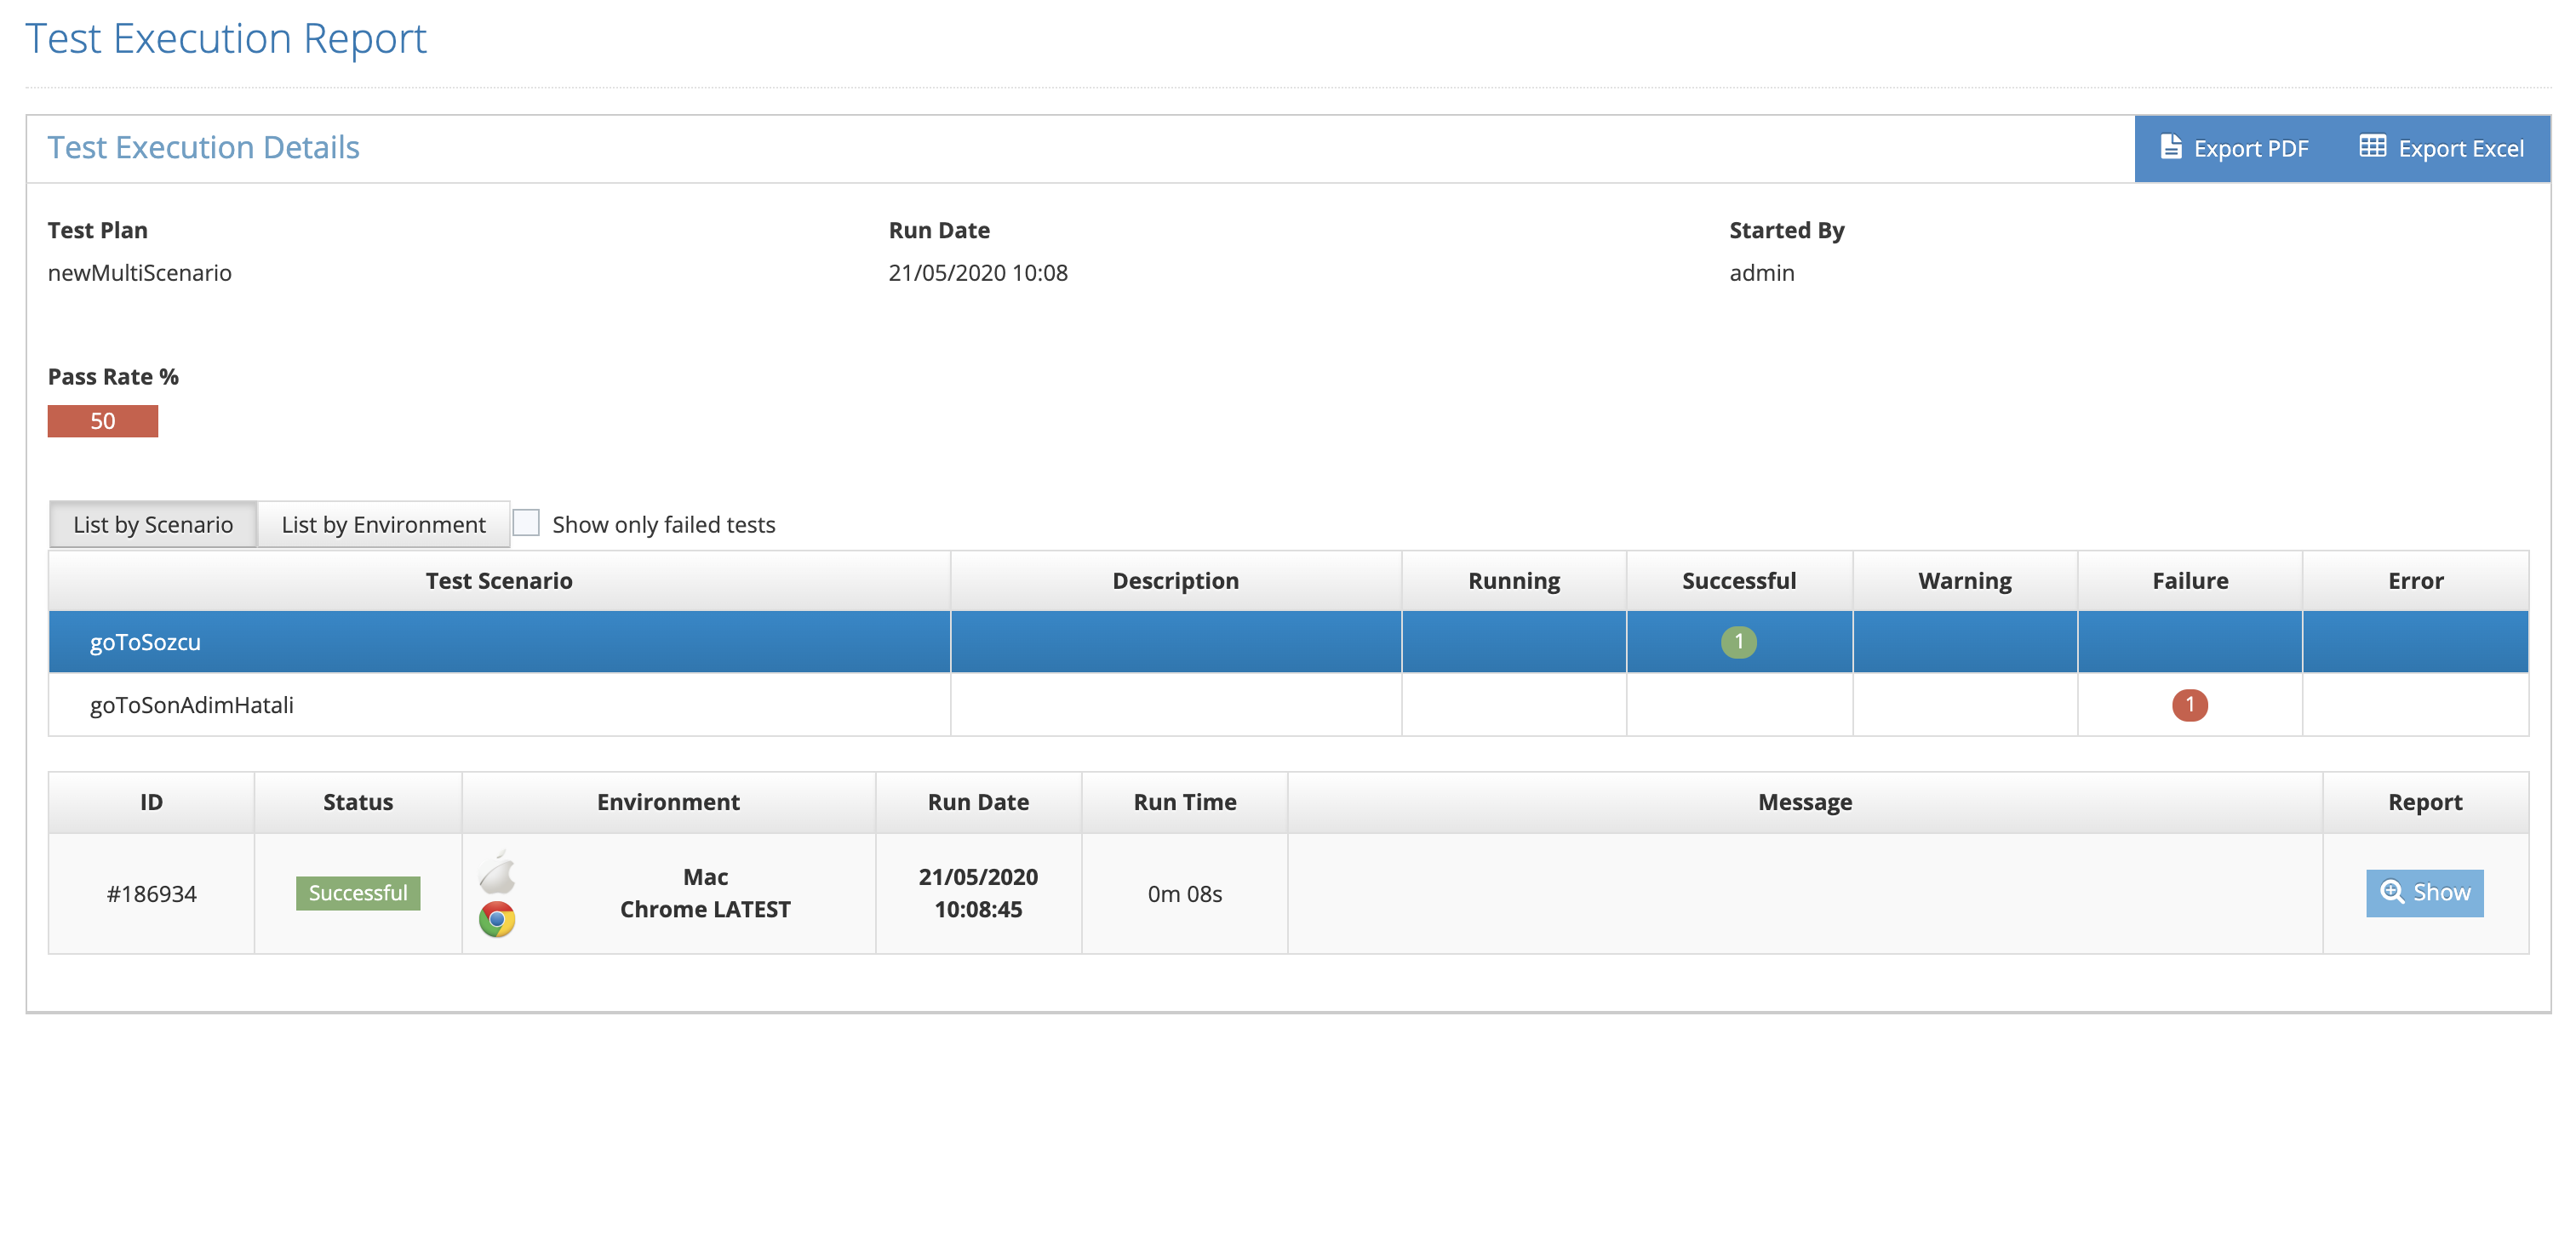 Test Execution Report
Test Execution Details
Export PDF
Export Excel
Test Plan
Run Date
Started By
newMultiScenario
21/05/2020 10:08
admin
Pass Rate %
50
List by Scenario
List by Environment
Show only failed tests
Test Scenario
Description
Running
Successful
Warning
Failure
Error
goToSozcu
1
goToSonAdimHatali
1
ID
Status
Environment
Run Date
Run Time
Message
Report
#186934
Successful
Mac
Chrome LATEST
21/05/2020
10:08:45
0m 08s
Show